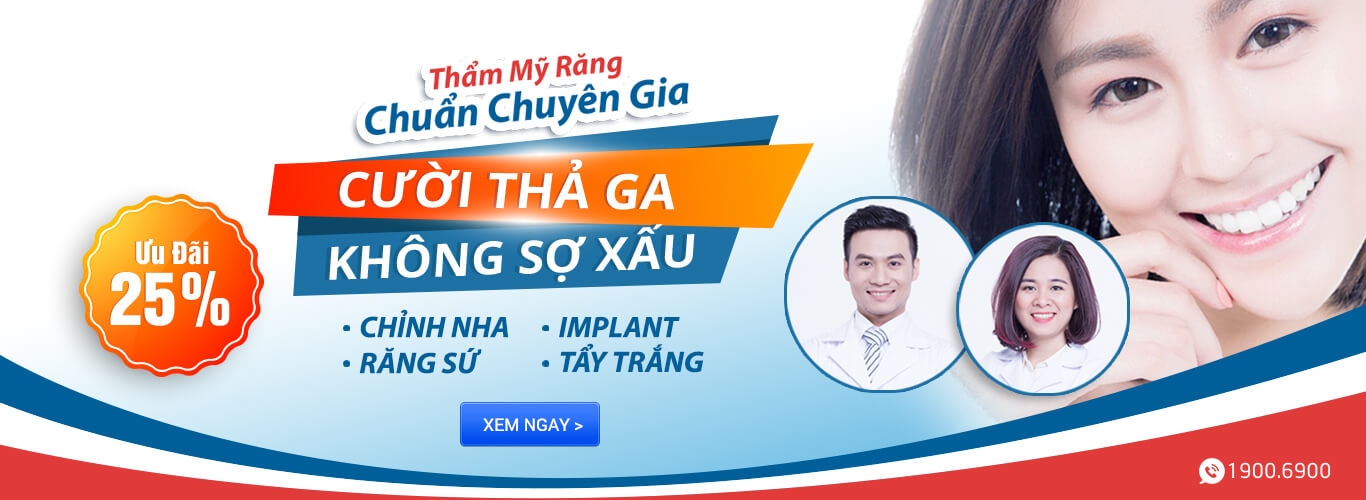 Thẩm Mỹ Răng
Chuẩn Chuyên Gia
CƯỜI THẢ GA
KHÔNG SỢ XẤU
Ưu Đãi
25%
• CHỈNH NHA
• IMPLANT
• RĂNG SỨ
• TẨY TRẮNG
XEM NGAY >
1900.6900